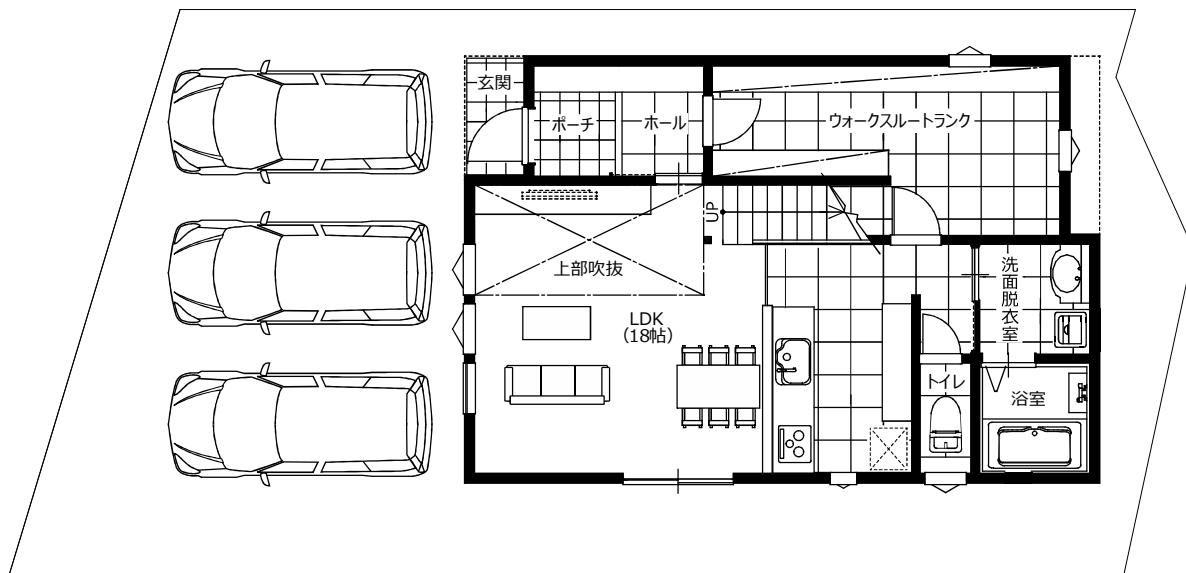 玄関
ポーチ
ホール
ウォークスルートランク
UP
上部吹抜
洗面脱衣室
LDK
(18帖)
トイレ
浴室